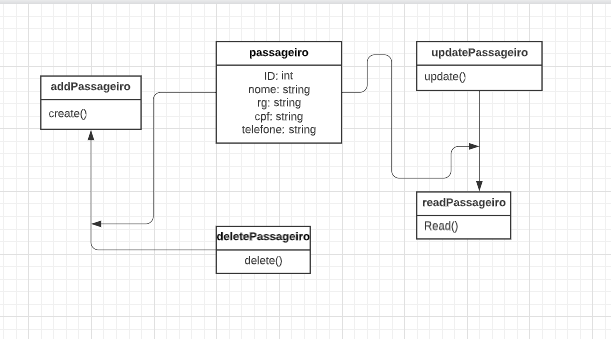 passageiro
ID: int
nome: string
rg: string
cpf: string
telefone: string
updatePassageiro
update()
addPassageiro
create()
readPassageiro
Read()
deletePassageiro
delete()